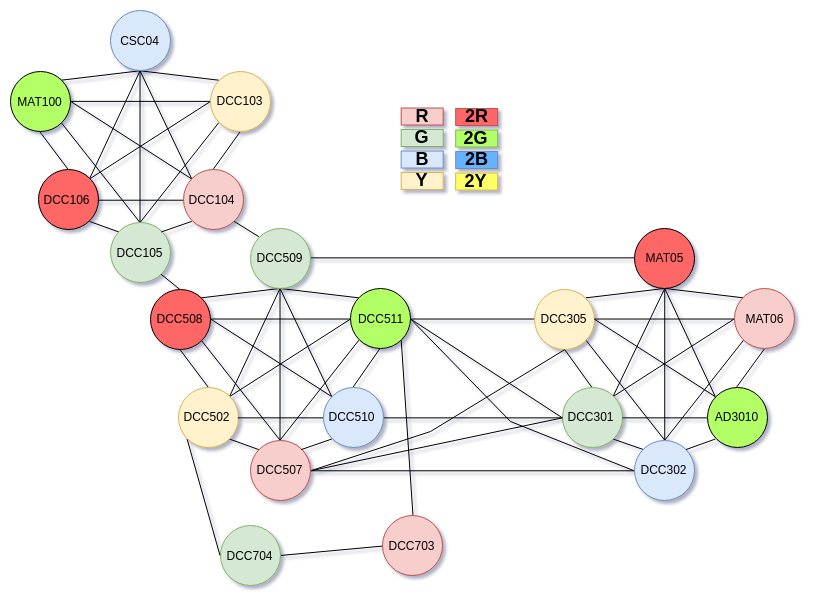 CSC04
MAT100
DCC103
R 2R
G 2G
B 2B
Y 2Y
DCC106
DCC104
DCC105
DCC509
MAT05
DCC508
DCC511
DCC305
MAT06
DCC502
DCC510
DCC301
AD3010
DCC507
DCC302
DCC704
DCC703